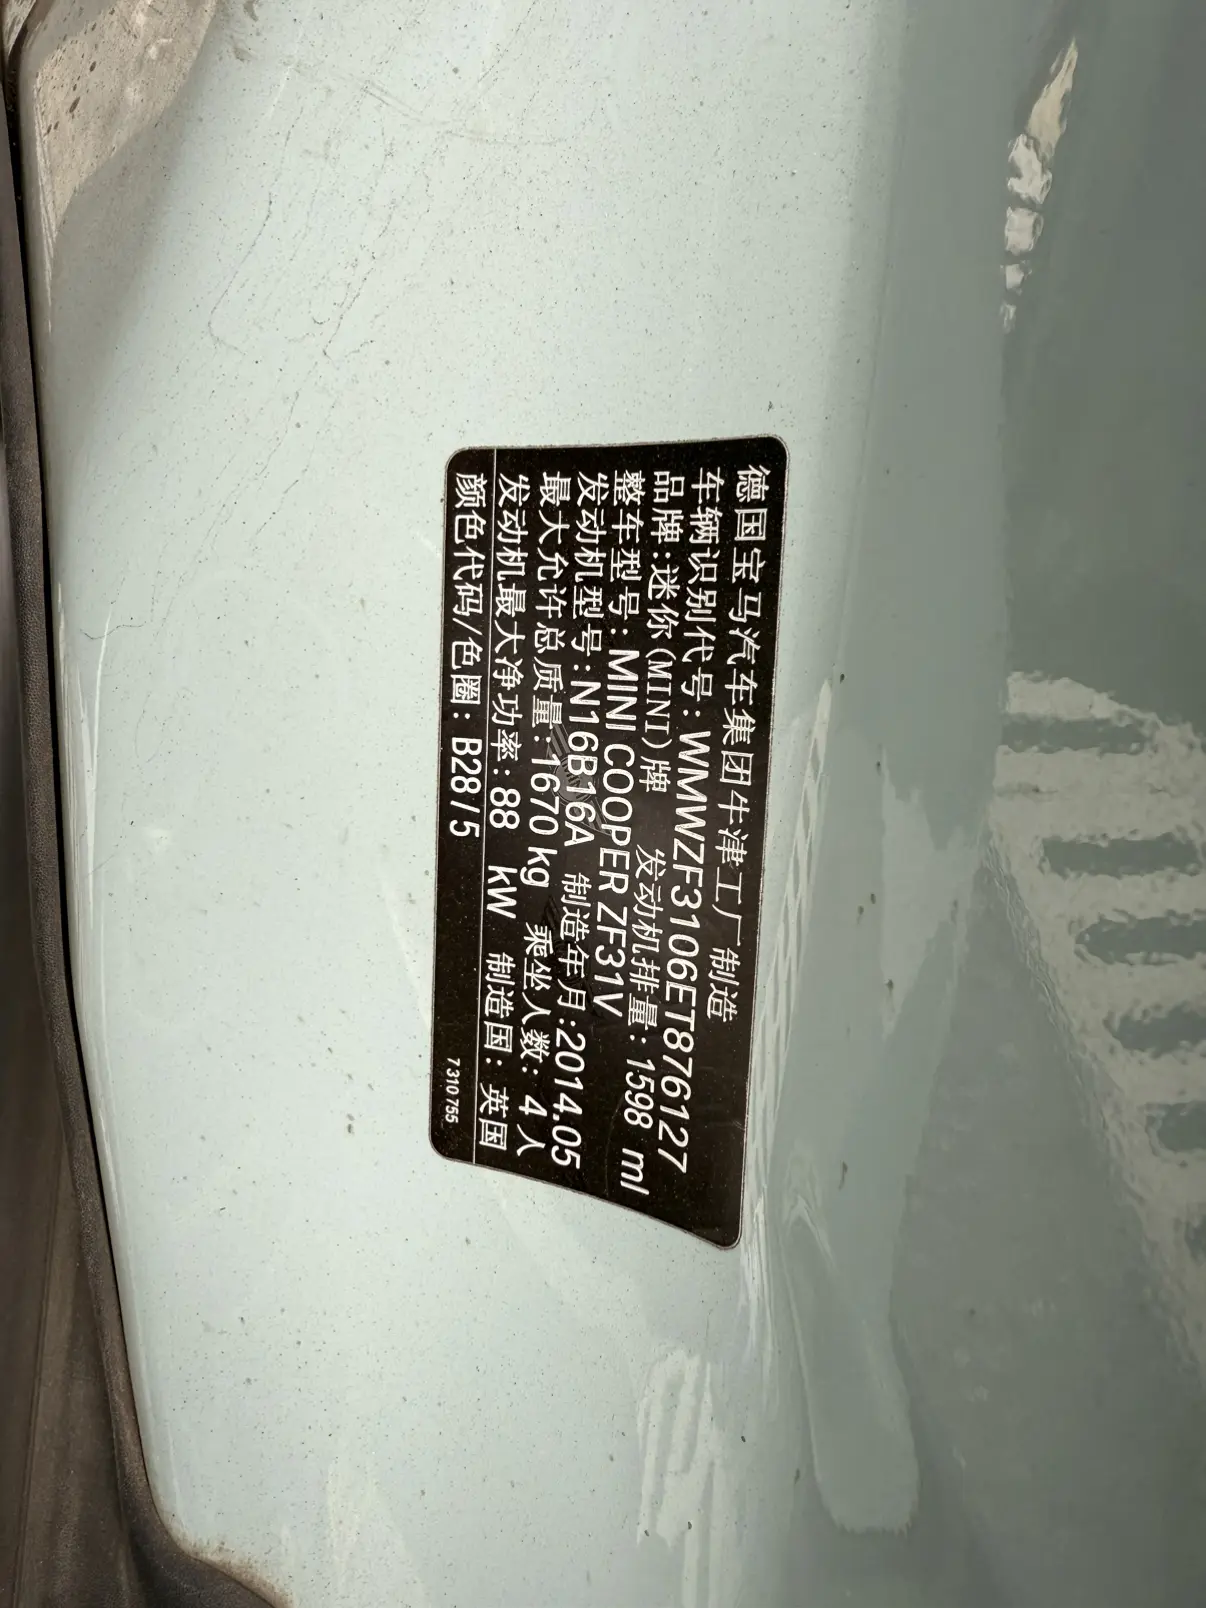 德国宝马汽车集团牛津工厂制造
车辆识别代号: WMWZF3106ET876127
品牌:迷你(MINI)牌 发动机排量: 1598 ml
整车型号: MINI COOPER ZF31V
发动机型号: N16B16A 制造年月:2014.05
最大允许总质量:1670 kg 乘坐人数: 4 人
发动机最大净功率:88 kW 制造国: 英国
颜色代码/色圈: B28/5 7 310 755